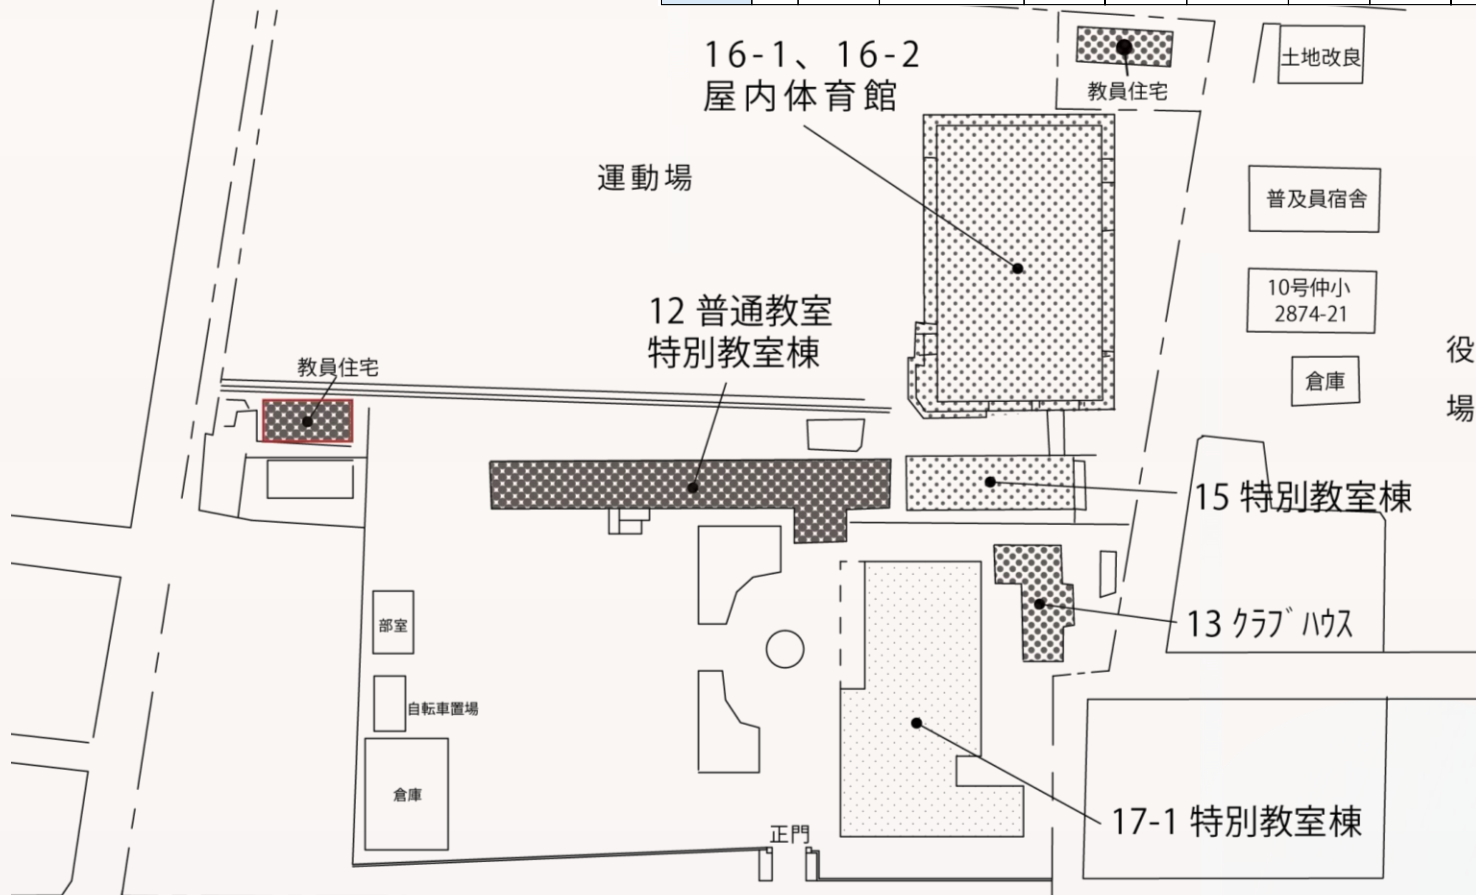 16-1、16-2
屋内体育館
教員住宅
土地改良
運動場
普及員宿舎
10号仲小
2874-21
役
場
倉庫
12 普通教室
特別教室棟
教員住宅
15 特別教室棟
13 ｸﾗﾌﾞﾊｳｽ
部室
自転車置場
倉庫
17-1 特別教室棟
正門